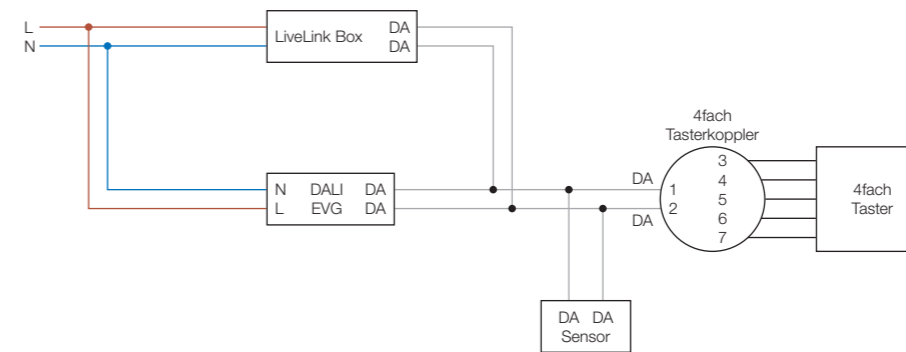 L
N
LiveLink Box
DA
DA
N DALI DA
L EVG DA
4fach
Tasterkoppler
DA
DA
1
2
3
4
5
6
7
4fach
Taster
DA DA
Sensor